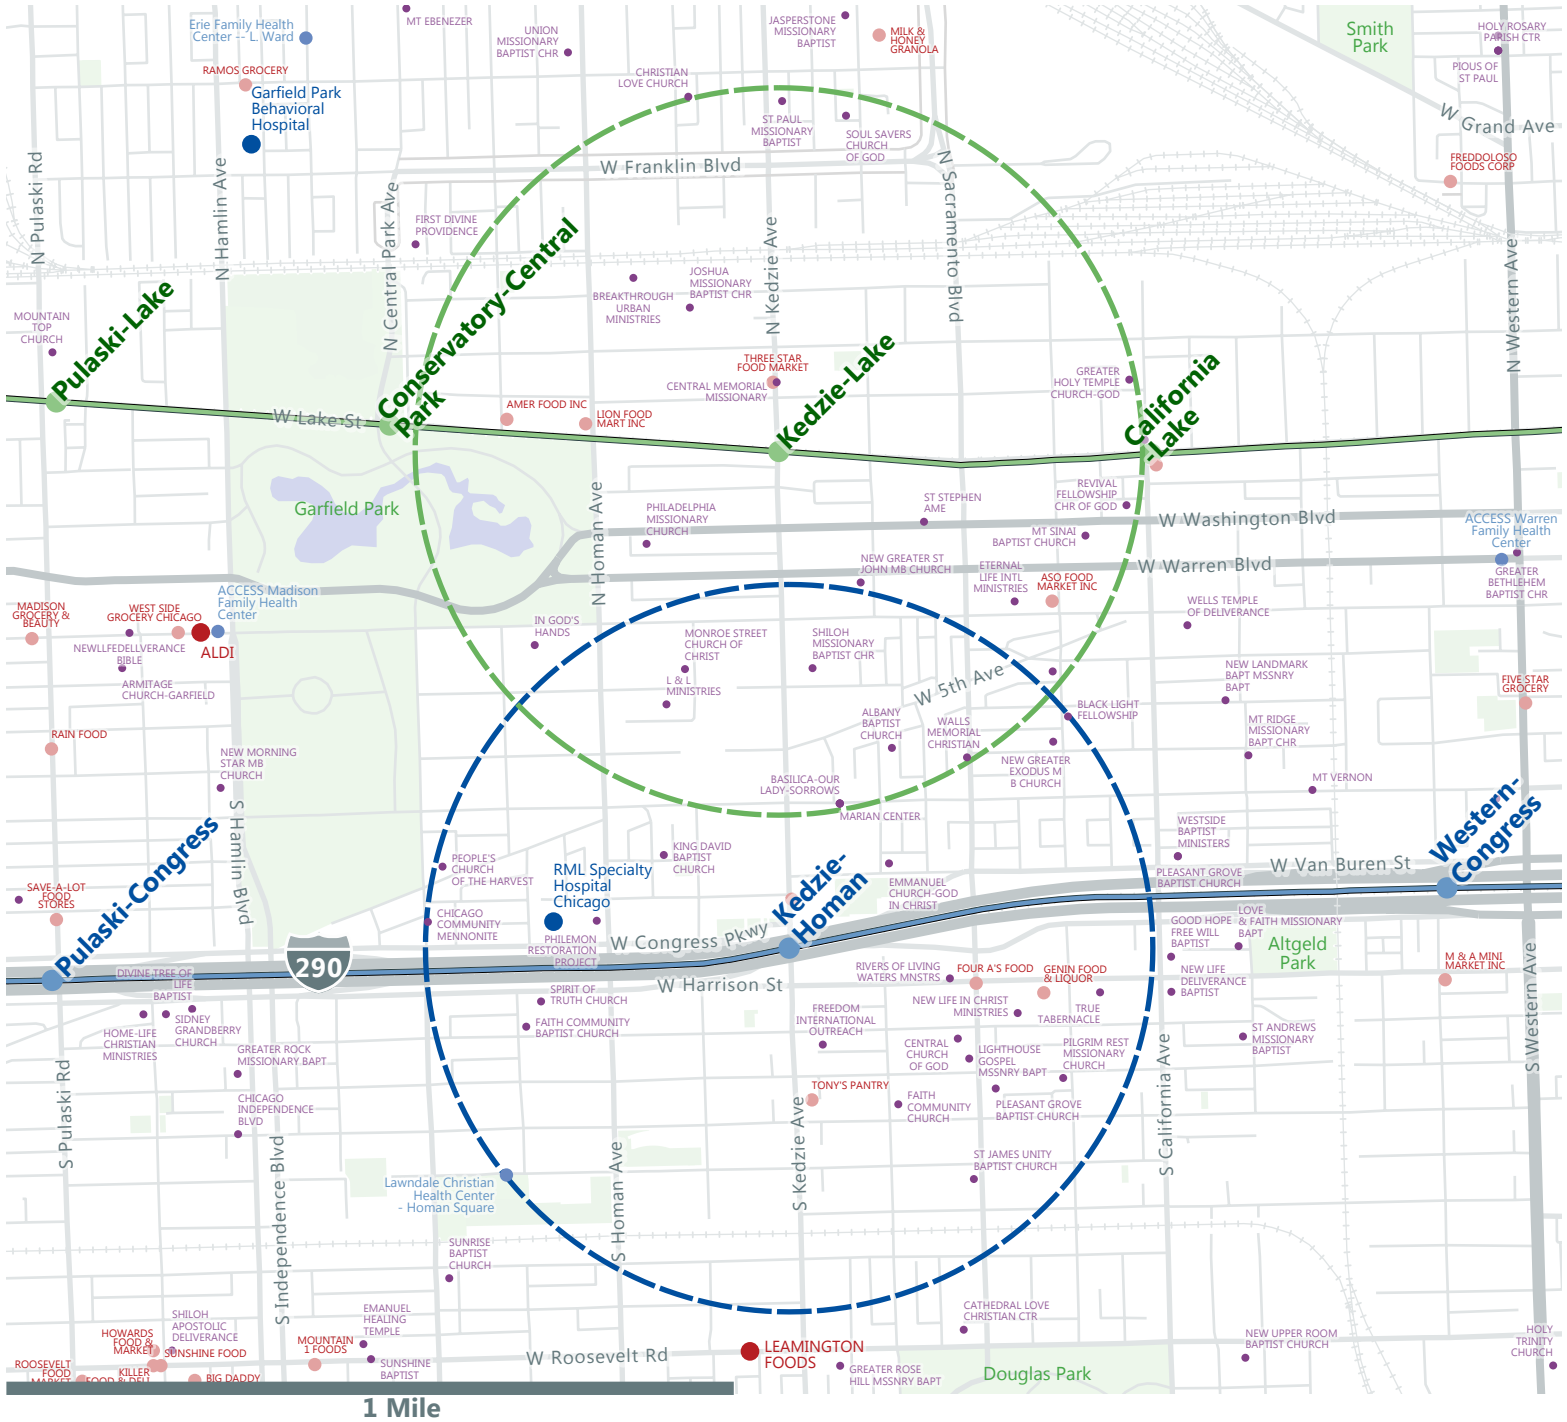 Erie Family Health
Center -- L. Ward
MT EBENEZER
UNION
MISSIONARY
BAPTIST CHR
JASPERSTONE
MISSIONARY
BAPTIST
MILK &
HONEY
GRANOLA
Smith
Park
HOLY ROSARY
PARISH CTR
PIOUS OF
ST PAUL
RAMOS GROCERY
Garfield Park
Behavioral
Hospital
CHRISTIAN
LOVE CHURCH
ST PAUL
MISSIONARY
BAPTIST
SOUL SAVERS
CHURCH
OF GOD
W Grand Ave
FREDDOLOSO
FOODS CORP
W Franklin Blvd
N Pulaski Rd
N Hamlin Ave
N Central Park Ave
N Kedzie Ave
N Sacramento Blvd
N Western Ave
FIRST DIVINE
PROVIDENCE
BREAKTHROUGH
URBAN
MINISTRIES
JOSHUA
MISSIONARY
BAPTIST CHR
MOUNTAIN
TOP
CHURCH
Pulaski-Lake
Conservatory-Central
Park
Kedzie-Lake
California
-Lake
THREE STAR
FOOD MARKET
CENTRAL MEMORIAL
MISSIONARY
GREATER
HOLY TEMPLE
CHURCH-GOD
W Lake St
AMER FOOD INC
LION FOOD
MART INC
Garfield Park
N Homan Ave
PHILADELPHIA
MISSIONARY
CHURCH
ST STEPHEN
AME
REVIVAL
FELLOWSHIP
CHR OF GOD
MT SINAI
BAPTIST CHURCH
W Washington Blvd
W Warren Blvd
ACCESS Warren
Family Health
Center
GREATER
BETHLEHEM
BAPTIST CHR
NEW GREATER ST
JOHN MB CHURCH
ETERNAL
LIFE INTL
MINISTRIES
ASO FOOD
MARKET INC
WELLS TEMPLE
OF DELIVERANCE
ACCESS Madison
Family Health
Center
MADISON
GROCERY &
BEAUTY
WEST SIDE
GROCERY CHICAGO
ALDI
NEWLLFEDELLVERANCE
BIBLE
ARMITAGE
CHURCH-GARFIELD
IN GOD'S
HANDS
MONROE STREET
CHURCH OF
CHRIST
L & L
MINISTRIES
SHILOH
MISSIONARY
BAPTIST CHR
W 5th Ave
NEW LANDMARK
BAPT MSSNRY
BAPT
FIVE STAR
GROCERY
BLACK LIGHT
FELLOWSHIP
ALBANY
BAPTIST
CHURCH
WALLS
MEMORIAL
CHRISTIAN
MT RIDGE
MISSIONARY
BAPT CHR
RAIN FOOD
NEW MORNING
STAR MB
CHURCH
NEW GREATER
EXODUS M
B CHURCH
MT VERNON
BASILICA-OUR
LADY-SORROWS
MARIAN CENTER
S Hamlin Blvd
Pulaski-Congress
Western-
Congress
WESTSIDE
BAPTIST
MINISTERS
PLEASANT GROVE
BAPTIST CHURCH
W Van Buren St
PEOPLE'S
CHURCH
OF THE HARVEST
RML Specialty
Hospital
Chicago
KING DAVID
BAPTIST
CHURCH
Kedzie-
Homan
EMMANUEL
CHURCH-GOD
IN CHRIST
SAVE-A-LOT
FOOD
STORES
CHICAGO
COMMUNITY
MENNONITE
PHILEMON
RESTORATION
PROJECT
W Congress Pkwy
GOOD HOPE
FREE WILL
BAPTIST
LOVE
& FAITH MISSIONARY
BAPT
Altgeld
Park
M & A MINI
MARKET INC
290
W Harrison St
RIVERS OF LIVING
WATERS MNSTRS
FOUR A'S FOOD
GENIN FOOD
& LIQUOR
NEW LIFE
DELIVERANCE
BAPTIST
DIVINE TREE OF
LIFE
BAPTIST
HOME-LIFE
CHRISTIAN
MINISTRIES
SIDNEY
GRANDBERRY
CHURCH
SPIRIT OF
TRUTH CHURCH
FAITH COMMUNITY
BAPTIST CHURCH
FREEDOM
INTERNATIONAL
OUTREACH
NEW LIFE IN CHRIST
MINISTRIES
TRUE
TABERNACLE
GREATER ROCK
MISSIONARY BAPT
CENTRAL
CHURCH
OF GOD
LIGHTHOUSE
GOSPEL
MSSNRY BAPT
PILGRIM REST
MISSIONARY
CHURCH
ST ANDREWS
MISSIONARY
BAPTIST
CHICAGO
INDEPENDENCE
BLVD
TONY'S PANTRY
FAITH
COMMUNITY
CHURCH
PLEASANT GROVE
BAPTIST CHURCH
S Pulaski Rd
S Independence Blvd
S Homan Ave
S Kedzie Ave
S California Ave
S Western Ave
ST JAMES UNITY
BAPTIST CHURCH
Lawndale Christian
Health Center
- Homan Square
SUNRISE
BAPTIST
CHURCH
SHILOH
APOSTOLIC
DELIVERANCE
HOWARDS
FOOD &
MARKET
SUNSHINE FOOD
EMANUEL
HEALING
TEMPLE
MOUNTAIN
1 FOODS
SUNSHINE
BAPTIST
CATHEDRAL LOVE
CHRISTIAN CTR
NEW UPPER ROOM
BAPTIST CHURCH
HOLY
TRINITY
CHURCH
W Roosevelt Rd
LEAMINGTON
FOODS
GREATER ROSE
HILL MSSNRY BAPT
Douglas Park
ROOSEVELT
FOOD
MARKET
KILLER
FOOD & DELI
BIG DADDY
1 Mile